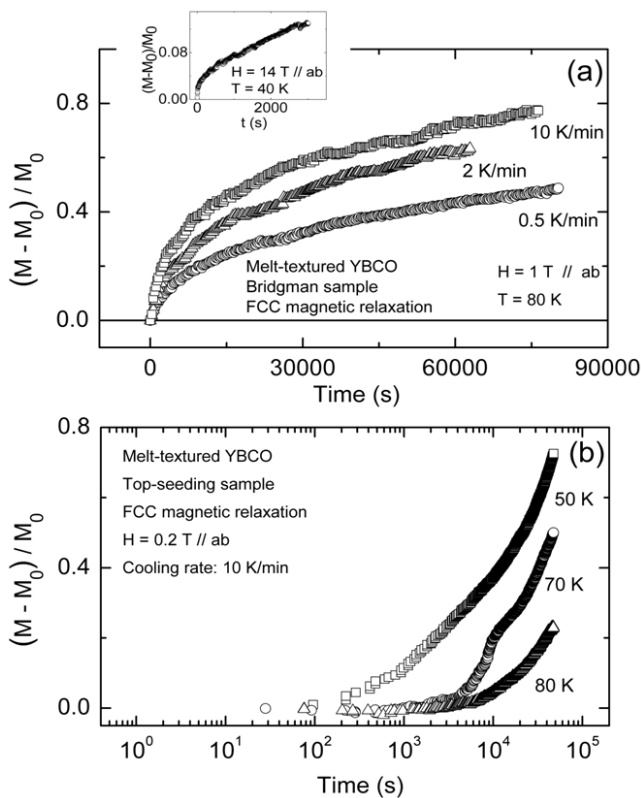 (M-M0)/M0
0.08
0.00
H = 14 T // ab
T = 40 K
0
2000
t (s)
(a)
(M - M0) / M0
0.8
0.4
0.0
10 K/min
2 K/min
0.5 K/min
Melt-textured YBCO
Bridgman sample
FCC magnetic relaxation
H = 1 T // ab
T = 80 K
0
30000
60000
90000
Time (s)
(b)
(M - M0) / M0
0.8
0.4
0.0
Melt-textured YBCO
Top-seeding sample
FCC magnetic relaxation
H = 0.2 T // ab
Cooling rate: 10 K/min
50 K
70 K
80 K
10^0
10^1
10^2
10^3
10^4
10^5
Time (s)